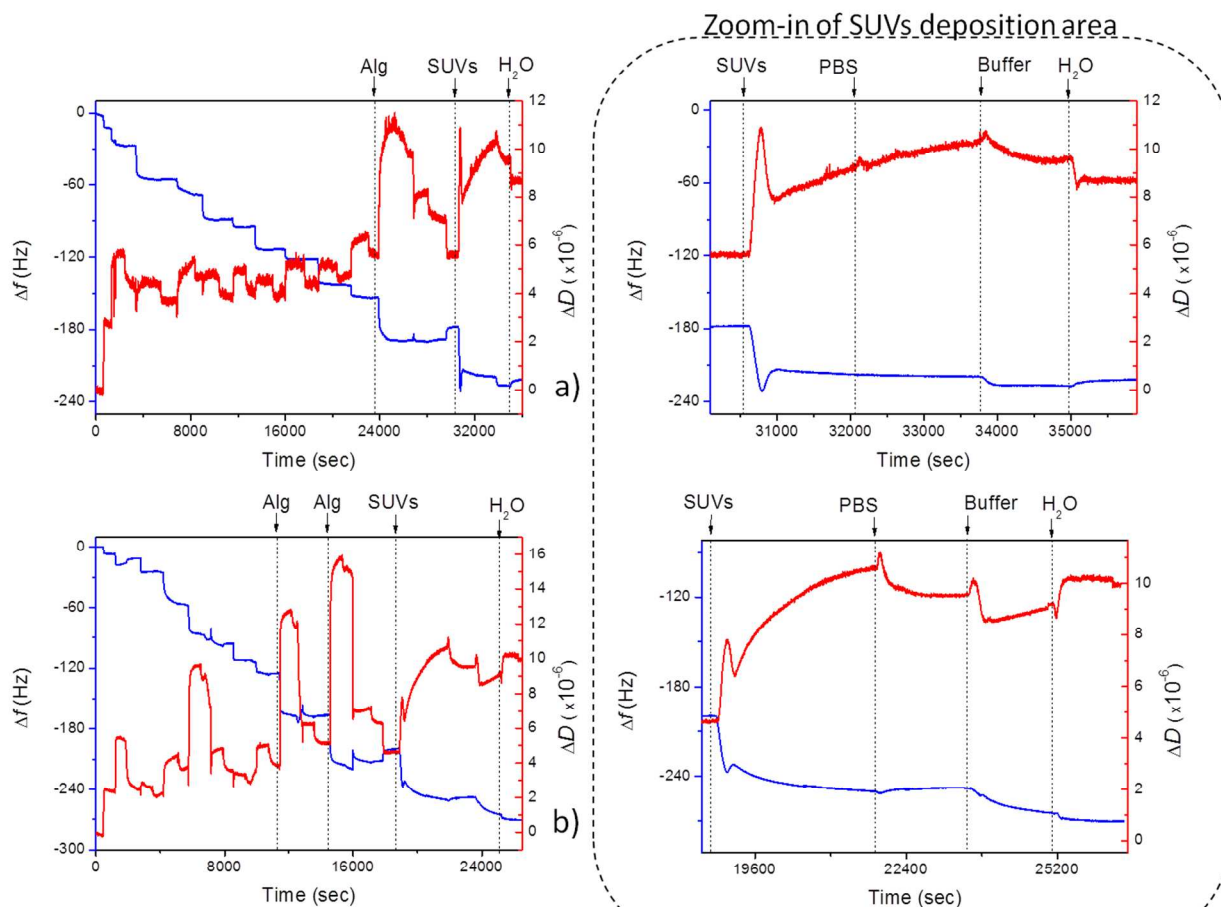 Zoom-in of SUVs deposition area
Alg SUVs H2O
0
-60
-120
-180
-240
Δf (Hz)
12
10
8
6
4
2
0
ΔD (x10-6)
a)
0 8000 16000 24000 32000
Time (sec)
SUVs PBS Buffer H2O
0
-60
-120
-180
-240
Δf (Hz)
12
10
8
6
4
2
0
ΔD (x10-6)
31000 32000 33000 34000 35000
Time (sec)
Alg Alg SUVs H2O
0
-60
-120
-180
-240
-300
Δf (Hz)
16
14
12
10
8
6
4
2
0
ΔD (x10-6)
b)
0 8000 16000 24000
Time (sec)
SUVs PBS Buffer H2O
-120
-180
-240
Δf (Hz)
10
8
6
4
2
0
ΔD (x10-6)
19600 22400 25200
Time (sec)